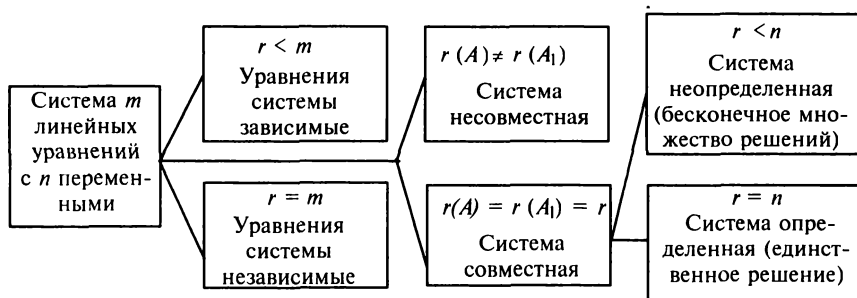 Система m
линейных
уравнений
с n перемен-
ными
r < m
Уравнения
системы
зависимые
r = m
Уравнения
системы
независимые
r (A) ≠ r (A₁)
Система
несовместная
r(A) = r (A₁) = r
Система
совместная
r < n
Система
неопределенная
(бесконечное мно-
жество решений)
r = n
Система опре-
деленная (единст-
венное решение)